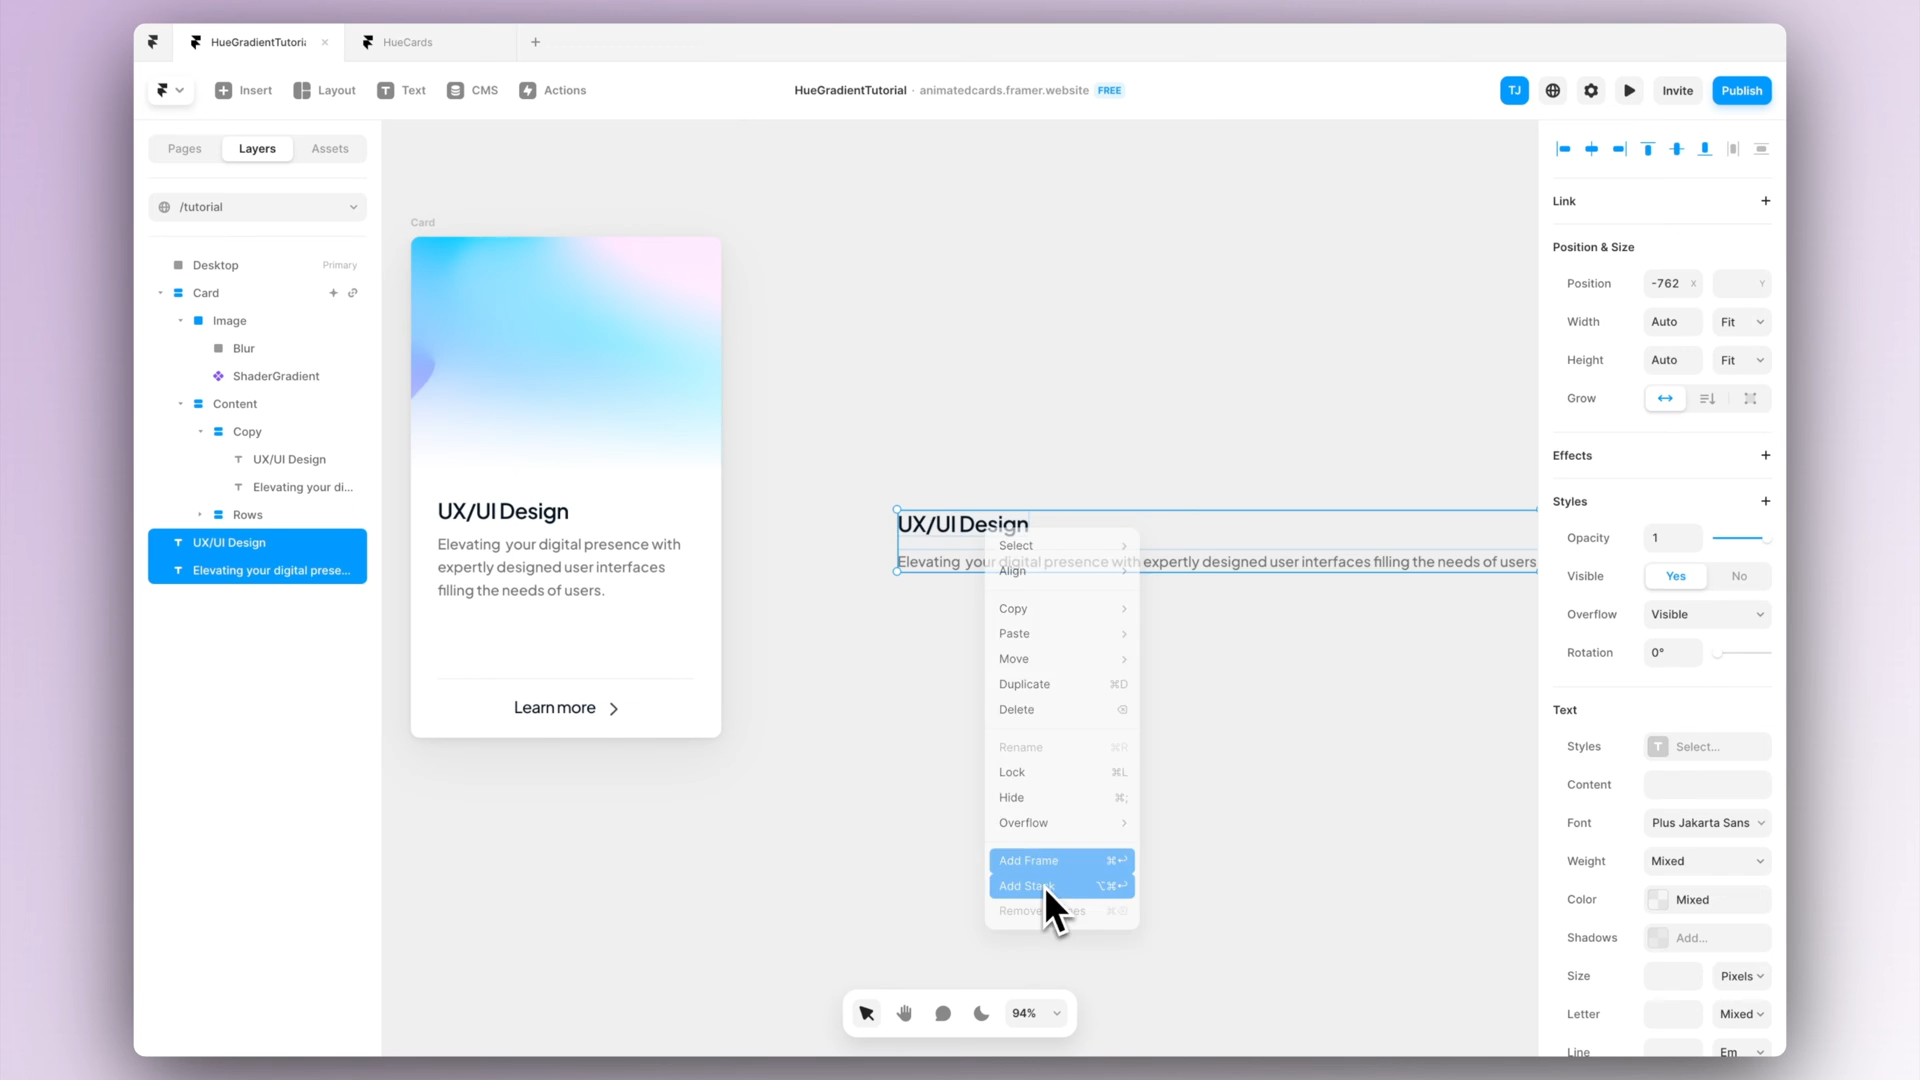 HueGradientTutori
HueCards
Insert
Layout
Text
CMS
Actions
HueGradientTutorial · animatedcards.framer.website FREE
TJ
Invite
Publish
Pages
Layers
Assets
/tutorial
Desktop
Primary
Card
Image
Blur
ShaderGradient
Content
Copy
UX/UI Design
Elevating your di...
Rows
UX/UI Design
Elevating your digital prese...
Card
UX/UI Design
Elevating your digital presence with
expertly designed user interfaces
filling the needs of users.
Learn more
UX/UI Design
Elevating your digital presence with expertly designed user interfaces filling the needs of users
Select
Align
Copy
Paste
Move
Duplicate ⌘D
Delete
Rename ⌘R
Lock ⌘L
Hide ⌘;
Overflow
Add Frame ⌘↩
Add Stack ⌥⌘↩
94%
Link
Position & Size
Position -762 X Y
Width Auto Fit
Height Auto Fit
Grow
Effects
Styles
Opacity 1
Visible Yes No
Overflow Visible
Rotation 0°
Text
Styles T Select...
Content
Font Plus Jakarta Sans
Weight Mixed
Color Mixed
Shadows Add...
Size Pixels
Letter Mixed
Line Em